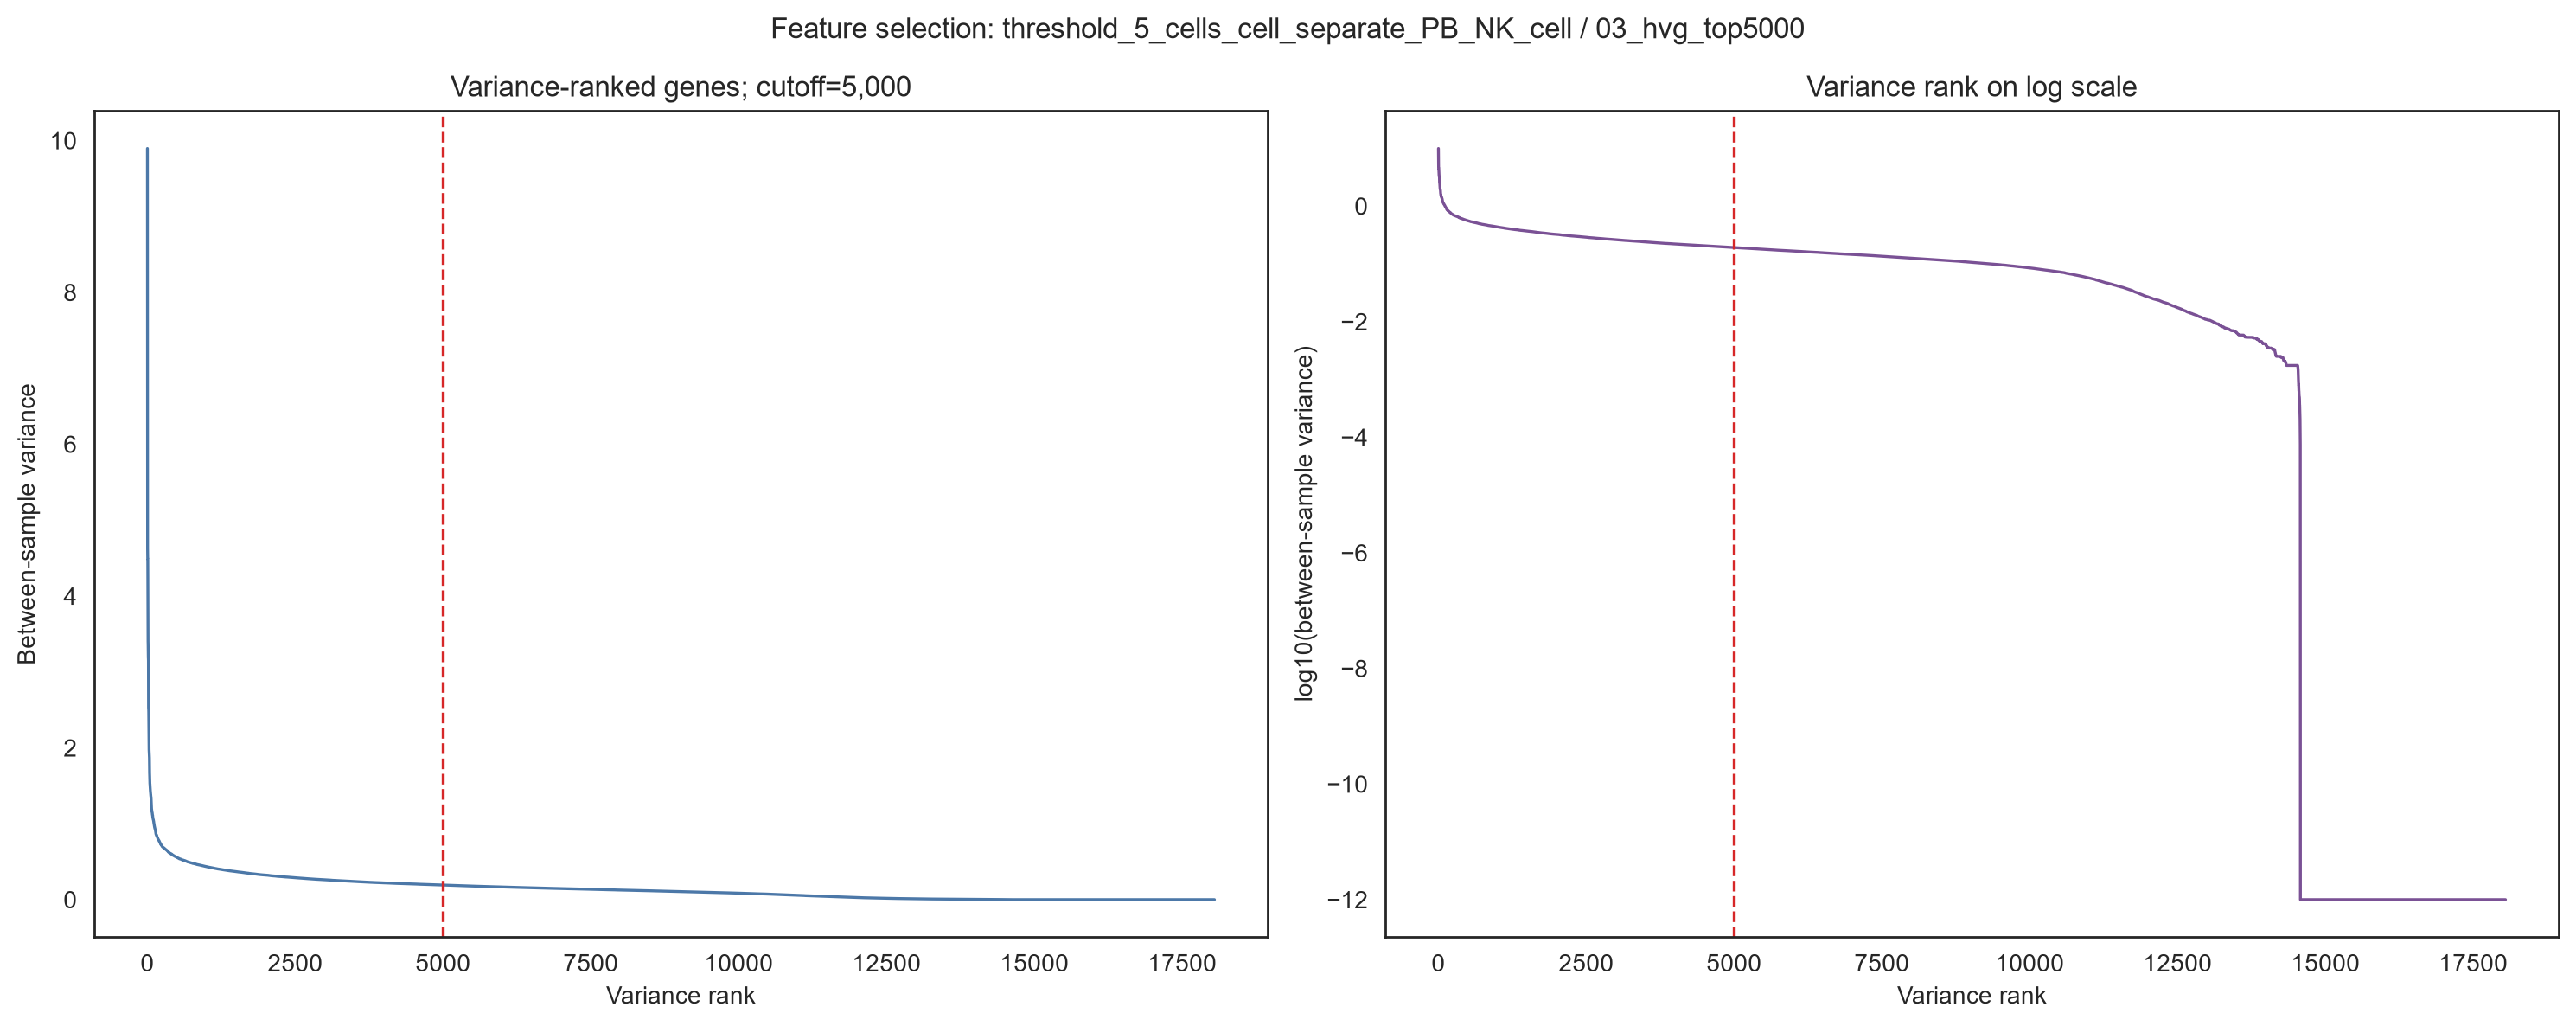 Feature selection: threshold_5_cells_cell_separate_PB_NK_cell / 03_hvg_top5000
Variance-ranked genes; cutoff=5,000
Between-sample variance
10
8
6
4
2
0
0 2500 5000 7500 10000 12500 15000 17500
Variance rank
Variance rank on log scale
log10(between-sample variance)
0
−2
−4
−6
−8
−10
−12
0 2500 5000 7500 10000 12500 15000 17500
Variance rank